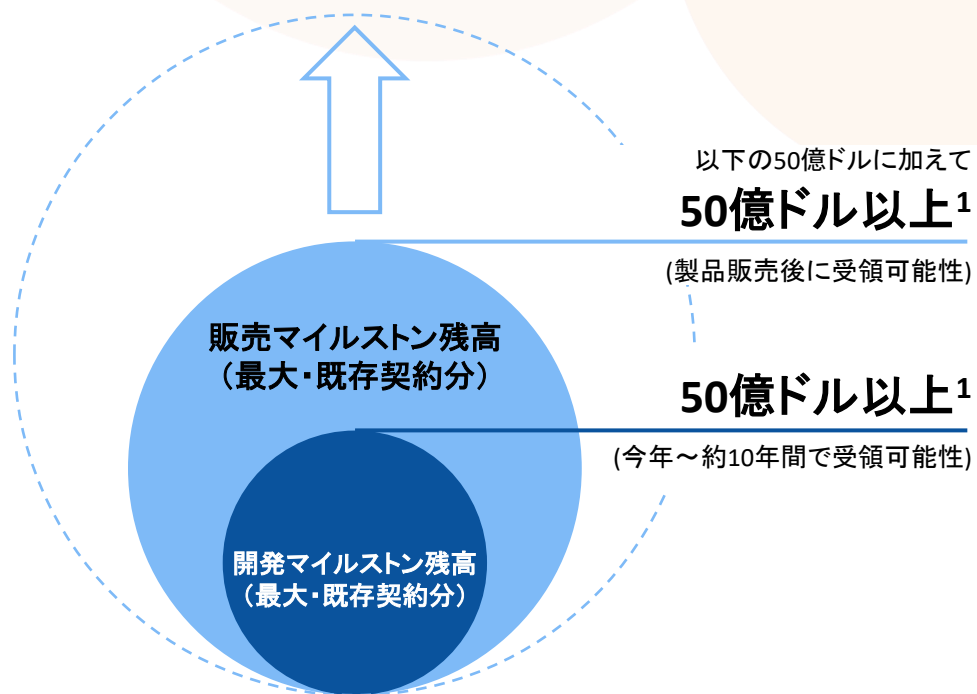 以下の50億ドルに加えて
50億ドル以上1
(製品販売後に受領可能性)
販売マイルストン残高
（最大・既存契約分）
50億ドル以上1
(今年～約10年間で受領可能性)
開発マイルストン残高
（最大・既存契約分）